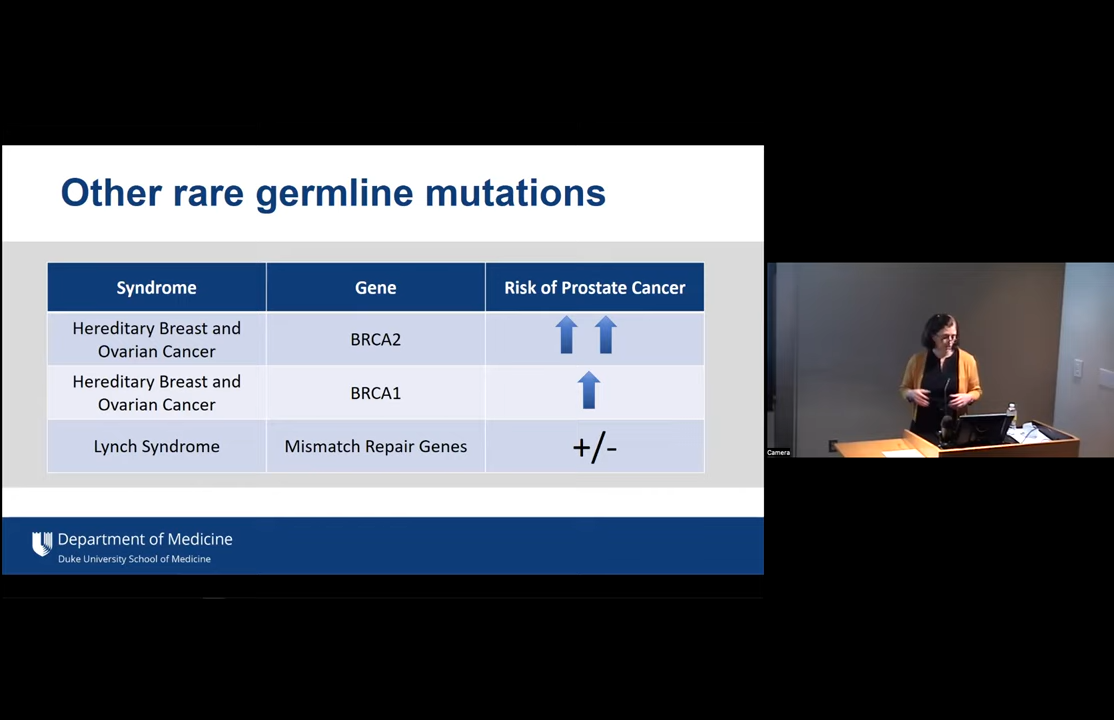 Other rare germline mutations
Syndrome
Gene
Risk of Prostate Cancer
Hereditary Breast and
Ovarian Cancer
BRCA2
Hereditary Breast and
Ovarian Cancer
BRCA1
Lynch Syndrome
Mismatch Repair Genes
+/-
Department of Medicine
Duke University School of Medicine
Camera